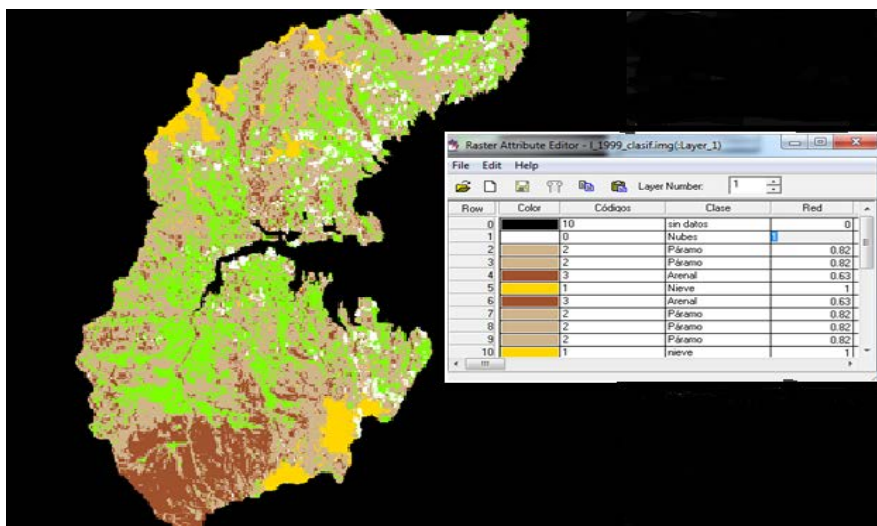 Raster Attribute Editor - l_1999_clasif.img(:Layer_1)
File Edit Help
Layer Number: 1
Row Color Códigos Clase Red
0 10 sin datos 0
1 0 Nubes 1
2 2 Páramo 0.82
3 2 Páramo 0.82
4 3 Arenal 0.63
5 1 Nieve 1
6 3 Arenal 0.63
7 2 Páramo 0.82
8 2 Páramo 0.82
9 2 Páramo 0.82
10 1 nieve 1